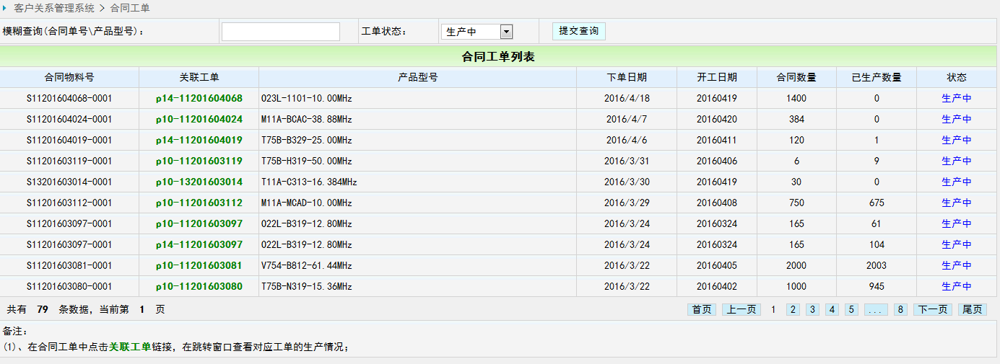 客户关系管理系统 > 合同工单
模糊查询(合同单号\产品型号): 工单状态: 生产中 提交查询
合同工单列表
合同物料号 关联工单 产品型号 下单日期 开工日期 合同数量 已生产数量 状态
S11201604068-0001 p14-11201604068 O23L-1101-10.00MHz 2016/4/18 20160419 1400 0 生产中
S11201604024-0001 p10-11201604024 M11A-BCAC-38.88MHz 2016/4/7 20160420 384 0 生产中
S11201604019-0001 p14-11201604019 T75B-B329-25.00MHz 2016/4/6 20160411 120 1 生产中
S11201603119-0001 p10-11201603119 T75B-H319-50.00MHz 2016/3/31 20160406 6 9 生产中
S13201603014-0001 p10-13201603014 T11A-C313-16.384MHz 2016/3/30 20160419 30 0 生产中
S11201603112-0001 p10-11201603112 M11A-MCAD-10.00MHz 2016/3/29 20160408 750 675 生产中
S11201603097-0001 p10-11201603097 O22L-B319-12.80MHz 2016/3/24 20160324 165 61 生产中
S11201603097-0001 p14-11201603097 O22L-B319-12.80MHz 2016/3/24 20160324 165 104 生产中
S11201603081-0001 p10-11201603081 V754-B812-61.44MHz 2016/3/22 20160405 2000 2003 生产中
S11201603080-0001 p10-11201603080 T75B-N319-15.36MHz 2016/3/22 20160402 1000 945 生产中
共有 79 条数据, 当前第 1 页 首页 上一页 1 2 3 4 5 ... 8 下一页 尾页
备注:
(1)、在合同工单中点击关联工单链接, 在跳转窗口查看对应工单的生产情况;